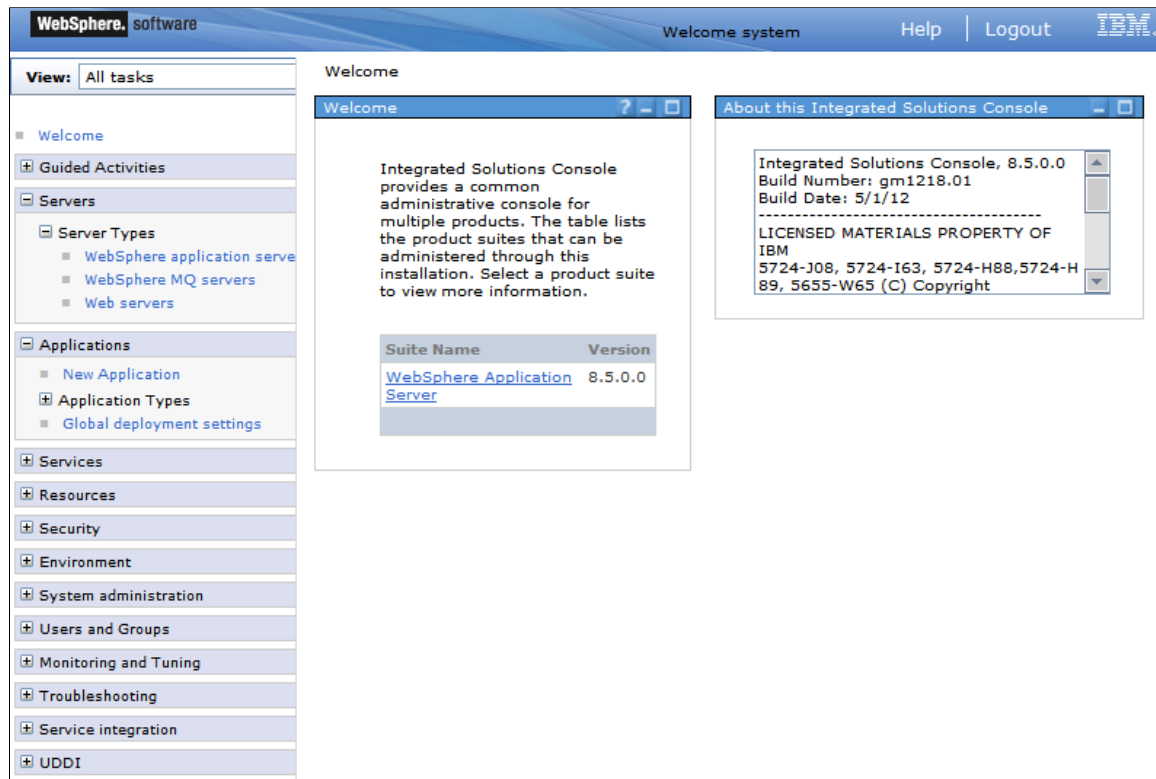 WebSphere. software
Welcome system
Help
Logout
IBM.
View: All tasks
Welcome
Guided Activities
Servers
Server Types
WebSphere application serve
WebSphere MQ servers
Web servers
Applications
New Application
Application Types
Global deployment settings
Services
Resources
Security
Environment
System administration
Users and Groups
Monitoring and Tuning
Troubleshooting
Service integration
UDDI
Welcome
Welcome
?
Integrated Solutions Console
provides a common
administrative console for
multiple products. The table lists
the product suites that can be
administered through this
installation. Select a product suite
to view more information.
Suite Name Version
WebSphere Application 8.5.0.0
Server
About this Integrated Solutions Console
Integrated Solutions Console, 8.5.0.0
Build Number: gm1218.01
Build Date: 5/1/12
---------------------------------------
LICENSED MATERIALS PROPERTY OF
IBM
5724-J08, 5724-I63, 5724-H88,5724-H
89, 5655-W65 (C) Copyright